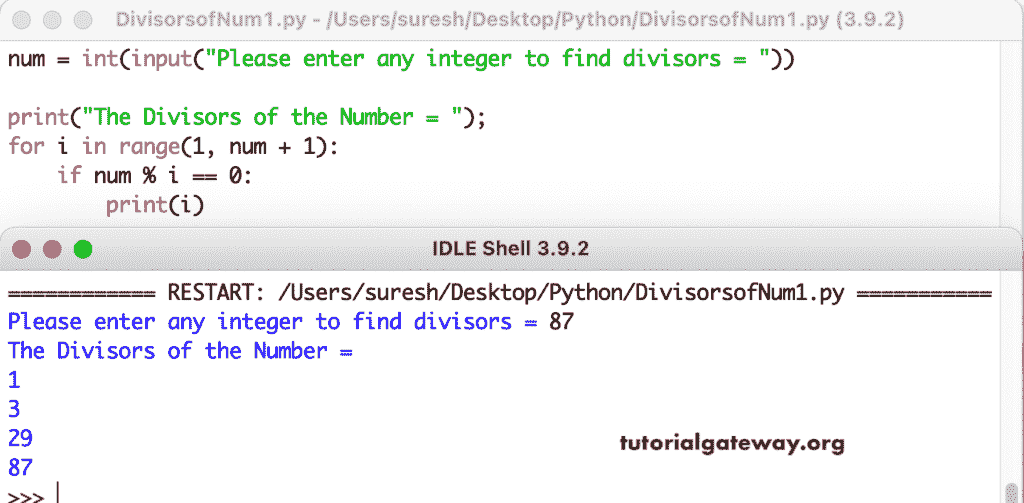 DivisorsofNum1.py - /Users/suresh/Desktop/Python/DivisorsofNum1.py (3.9.2)
num = int(input("Please enter any integer to find divisors = "))
print("The Divisors of the Number = ");
for i in range(1, num + 1):
    if num % i == 0:
        print(i)
IDLE Shell 3.9.2
============ RESTART: /Users/suresh/Desktop/Python/DivisorsofNum1.py ===========
Please enter any integer to find divisors = 87
The Divisors of the Number =
1
3
29
tutorialgateway.org
87
>>>